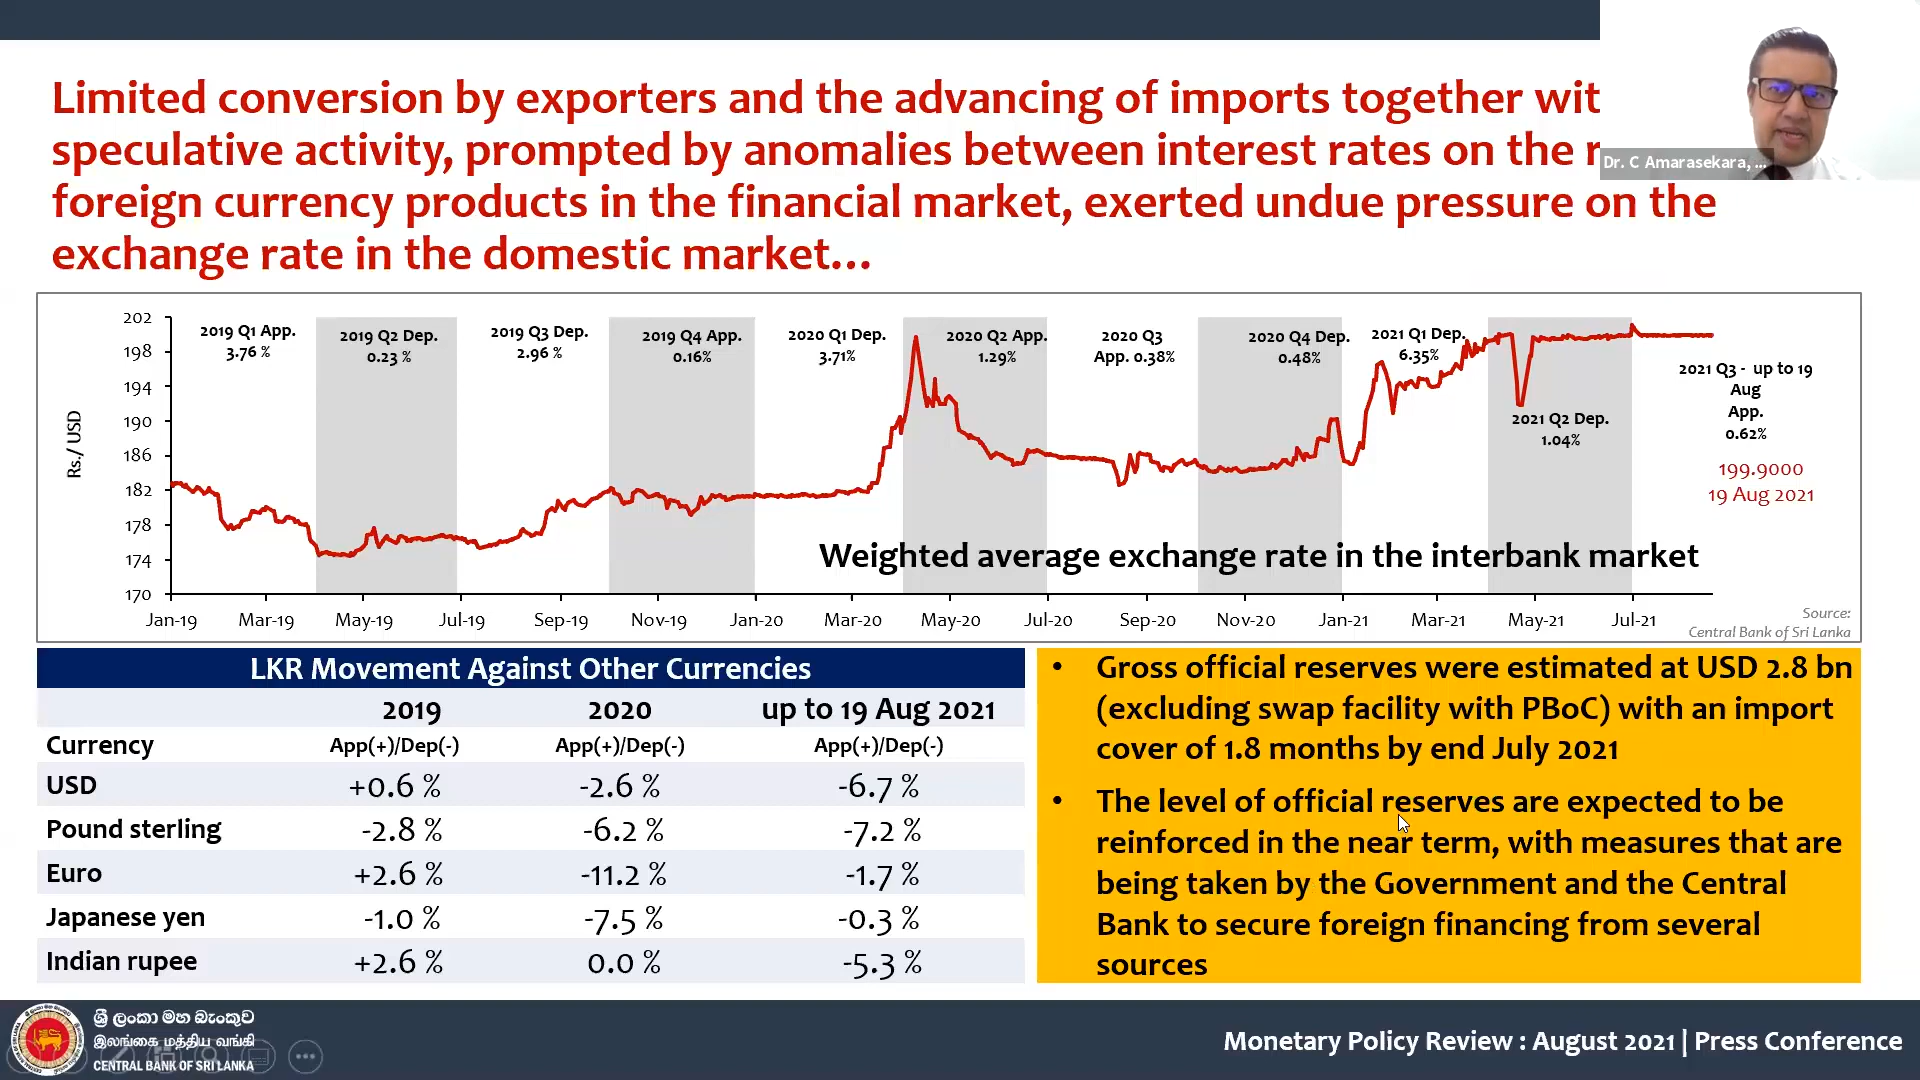 Limited conversion by exporters and the advancing of imports together wit
speculative activity, prompted by anomalies between interest rates on the r
foreign currency products in the financial market, exerted undue pressure on the
exchange rate in the domestic market...
Dr. C Amarasekara, ...
202
198
194
190
186
182
178
174
170
Rs./ USD
2019 Q1 App.
3.76 %
2019 Q2 Dep.
0.23 %
2019 Q3 Dep.
2.96 %
2019 Q4 App.
0.16%
2020 Q1 Dep.
3.71%
2020 Q2 App.
1.29%
2020 Q3
App. 0.38%
2020 Q4 Dep.
0.48%
2021 Q1 Dep.
6.35%
2021 Q2 Dep.
1.04%
2021 Q3 - up to 19
Aug
App.
0.62%
199.9000
19 Aug 2021
Weighted average exchange rate in the interbank market
Jan-19 Mar-19 May-19 Jul-19 Sep-19 Nov-19 Jan-20 Mar-20 May-20 Jul-20 Sep-20 Nov-20 Jan-21 Mar-21 May-21 Jul-21
Source:
Central Bank of Sri Lanka
LKR Movement Against Other Currencies
2019 2020 up to 19 Aug 2021
Currency App(+)/Dep(-) App(+)/Dep(-) App(+)/Dep(-)
USD +0.6 % -2.6 % -6.7 %
Pound sterling -2.8 % -6.2 % -7.2 %
Euro +2.6 % -11.2 % -1.7 %
Japanese yen -1.0 % -7.5 % -0.3 %
Indian rupee +2.6 % 0.0 % -5.3 %
• Gross official reserves were estimated at USD 2.8 bn
(excluding swap facility with PBoC) with an import
cover of 1.8 months by end July 2021
• The level of official reserves are expected to be
reinforced in the near term, with measures that are
being taken by the Government and the Central
Bank to secure foreign financing from several
sources
ශ්‍රී ලංකා මහ බැංකුව
இலங்கை மத்திய வங்கி
CENTRAL BANK OF SRI LANKA
Monetary Policy Review : August 2021 | Press Conference